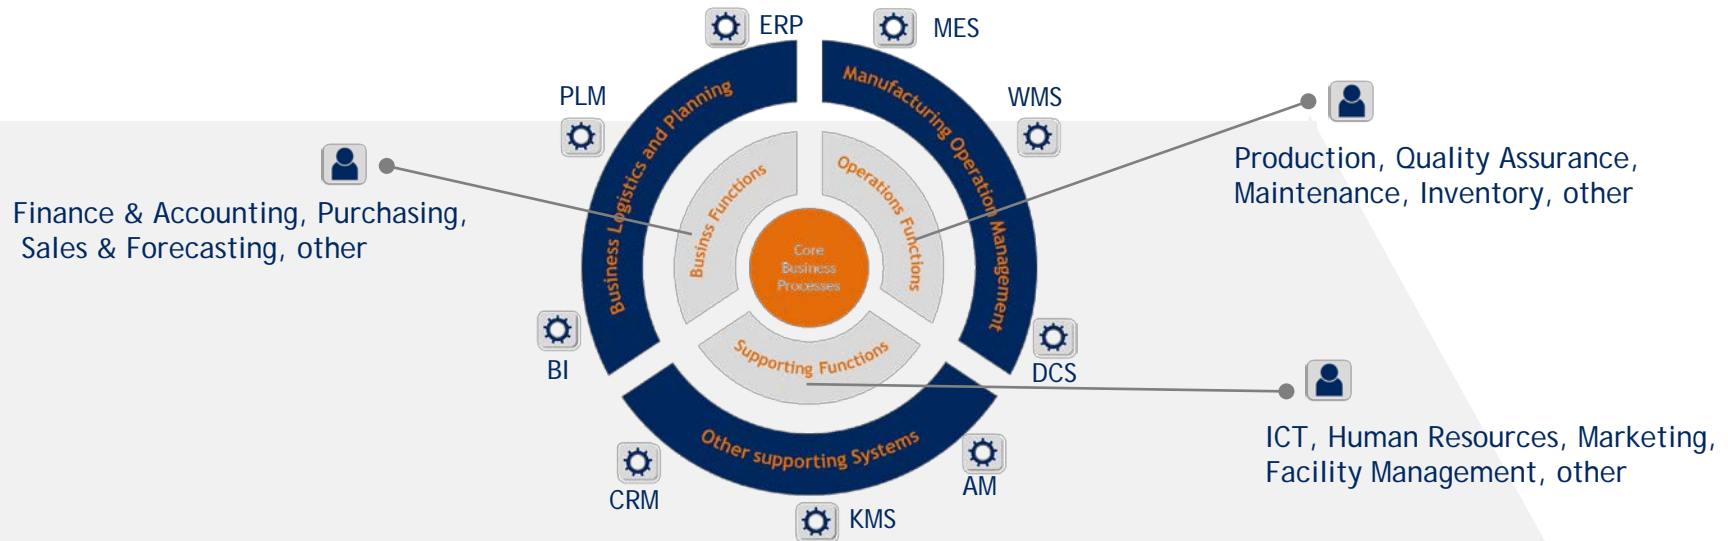 ERP
MES
PLM
WMS
Business Logistics and Planning
Manufacturing Operation Management
Businss Functions
Operations Functions
Production, Quality Assurance,
Maintenance, Inventory, other
Finance & Accounting, Purchasing,
Sales & Forecasting, other
Core
Business
Processes
Supporting Functions
BI
DCS
Other supporting Systems
ICT, Human Resources, Marketing,
Facility Management, other
CRM
AM
KMS